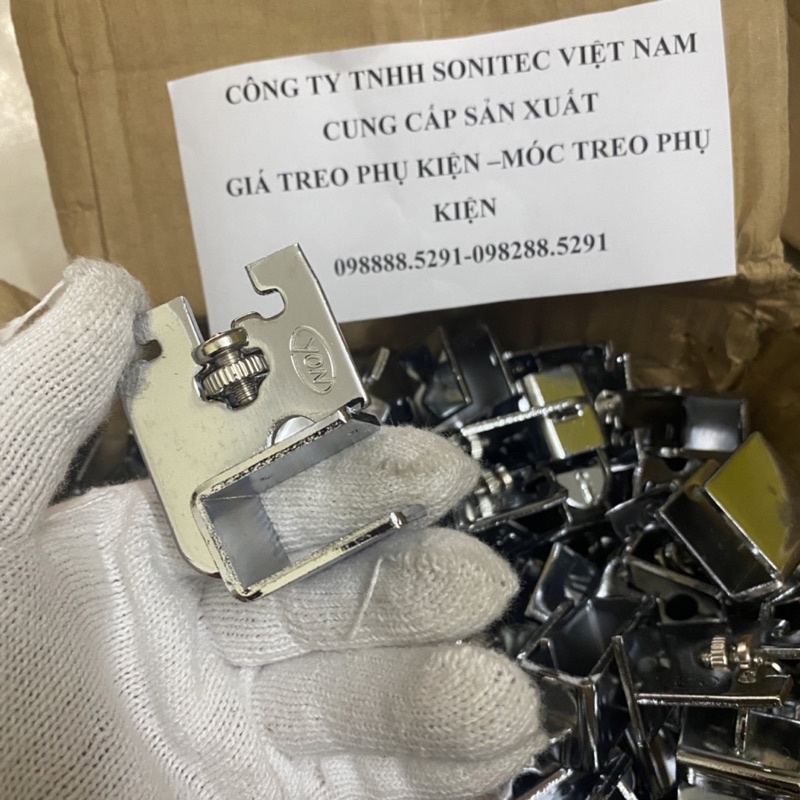 CÔNG TY TNHH SONITEC VIỆT NAM
CUNG CẤP SẢN XUẤT
GIÁ TREO PHỤ KIỆN –MÓC TREO PHỤ
KIỆN
098888.5291-098288.5291
YON